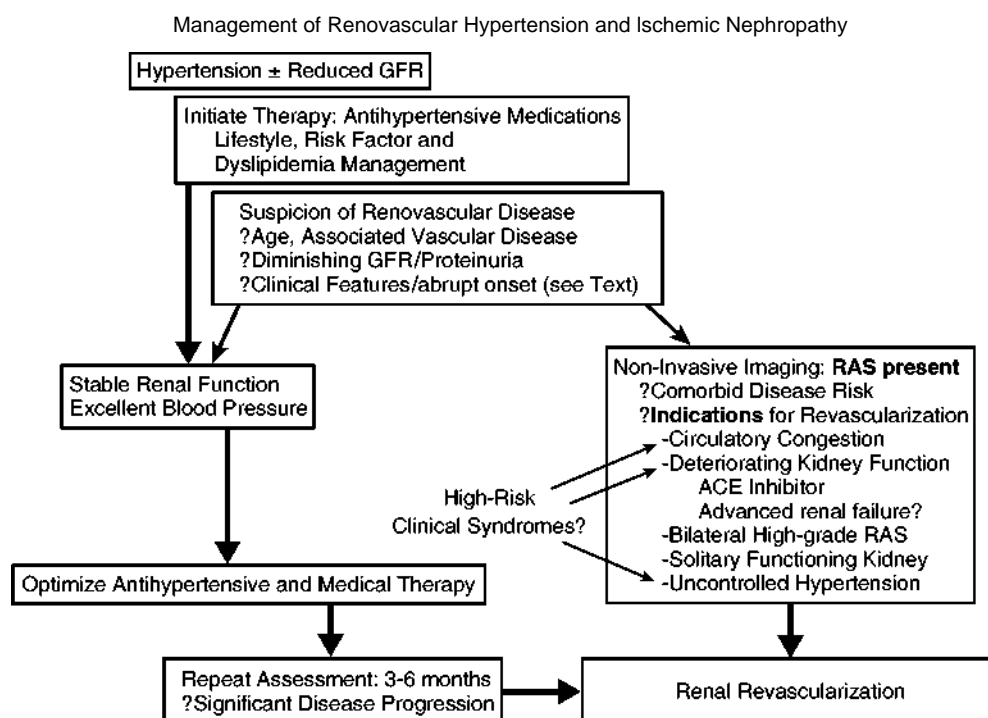 Management of Renovascular Hypertension and Ischemic Nephropathy
Hypertension ± Reduced GFR
Initiate Therapy: Antihypertensive Medications
Lifestyle, Risk Factor and
Dyslipidemia Management
Suspicion of Renovascular Disease
?Age, Associated Vascular Disease
?Diminishing GFR/Proteinuria
?Clinical Features/abrupt onset (see Text)
Stable Renal Function
Excellent Blood Pressure
Non-Invasive Imaging: RAS present
?Comorbid Disease Risk
?Indications for Revascularization
-Circulatory Congestion
-Deteriorating Kidney Function
ACE Inhibitor
Advanced renal failure?
-Bilateral High-grade RAS
-Solitary Functioning Kidney
-Uncontrolled Hypertension
High-Risk
Clinical Syndromes?
Optimize Antihypertensive and Medical Therapy
Repeat Assessment: 3-6 months
?Significant Disease Progression
Renal Revascularization